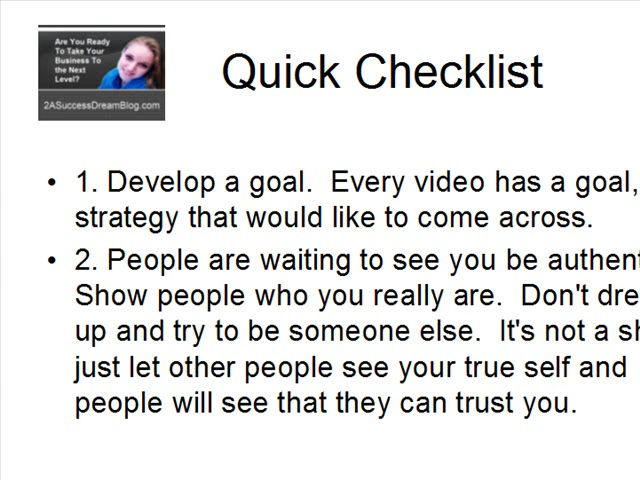 Are You Ready
To Take Your
Business To
the Next
Level?
2ASuccessDreamBlog.com
Quick Checklist
• 1. Develop a goal.  Every video has a goal,
strategy that would like to come across.
• 2. People are waiting to see you be authent
Show people who you really are.  Don't dre
up and try to be someone else.  It's not a sh
just let other people see your true self and
people will see that they can trust you.